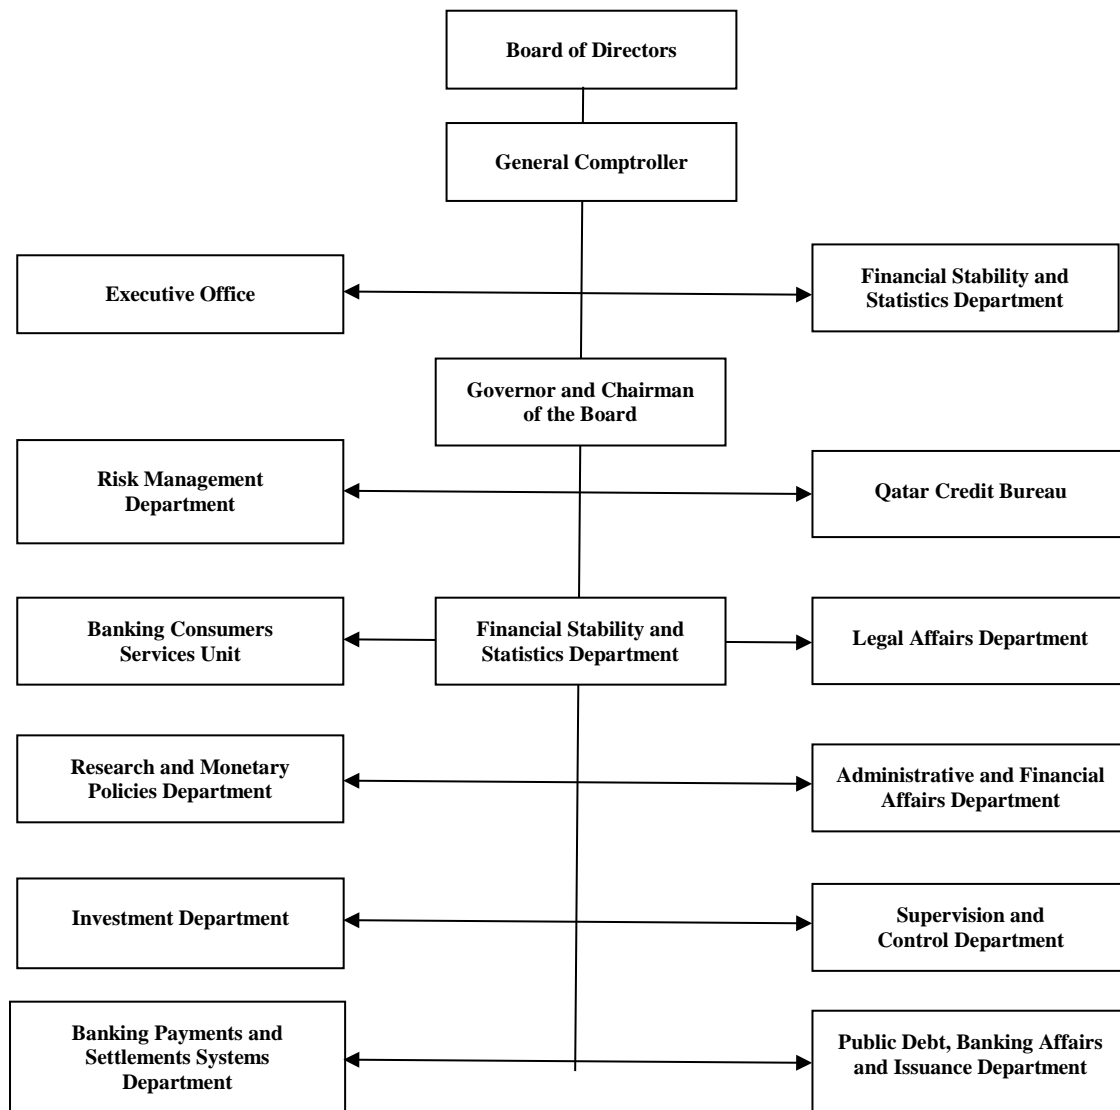 Board of Directors
General Comptroller
Executive Office
Financial Stability and
Statistics Department
Governor and Chairman
of the Board
Risk Management
Department
Qatar Credit Bureau
Banking Consumers
Services Unit
Financial Stability and
Statistics Department
Legal Affairs Department
Research and Monetary
Policies Department
Administrative and Financial
Affairs Department
Investment Department
Supervision and
Control Department
Banking Payments and
Settlements Systems
Department
Public Debt, Banking Affairs
and Issuance Department